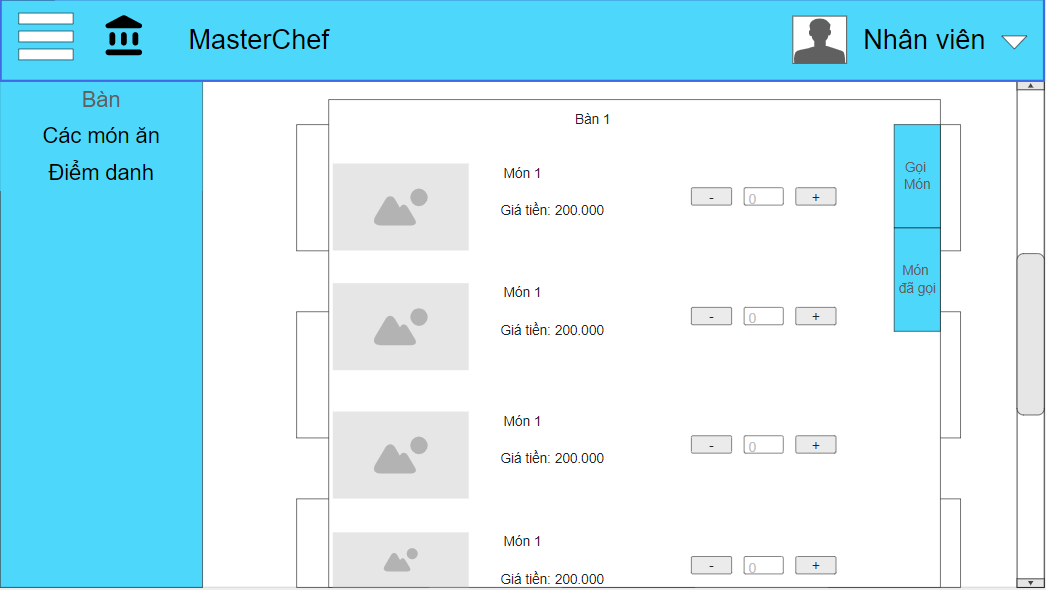 MasterChef
Nhân viên
Bàn
Các món ăn
Điểm danh
Bàn 1
Gọi
Món
Món
đã gọi
Món 1
Giá tiền: 200.000
- 0 +
Món 1
Giá tiền: 200.000
- 0 +
Món 1
Giá tiền: 200.000
- 0 +
Món 1
Giá tiền: 200.000
- 0 +